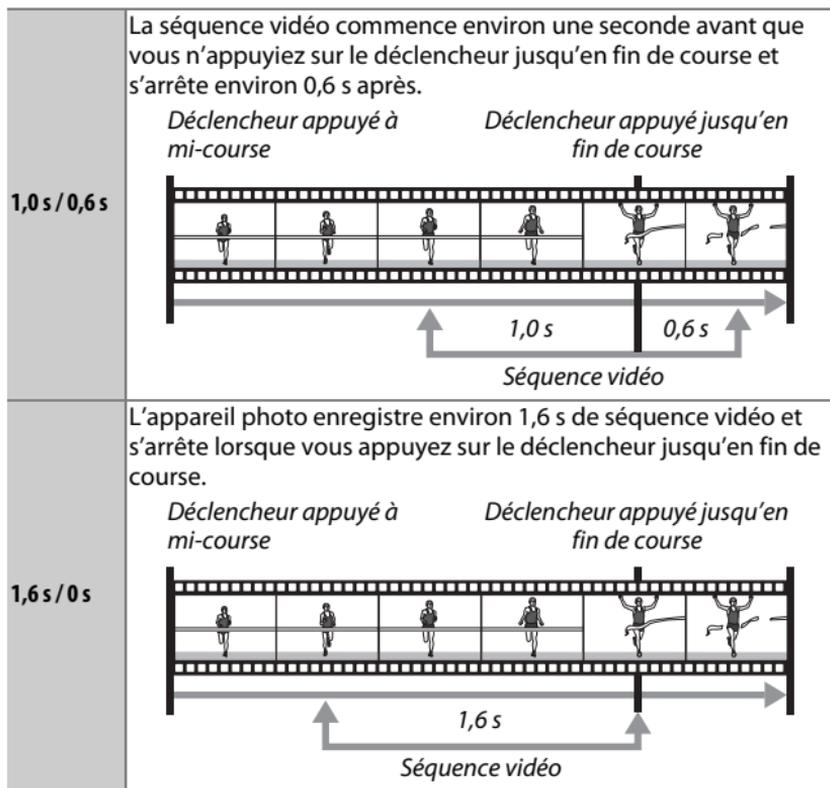 La séquence vidéo commence environ une seconde avant que
vous n’appuyiez sur le déclencheur jusqu’en fin de course et
s’arrête environ 0,6 s après.
Déclencheur appuyé à
mi-course
Déclencheur appuyé jusqu’en
fin de course
1,0 s / 0,6 s
1,0 s
0,6 s
Séquence vidéo
L’appareil photo enregistre environ 1,6 s de séquence vidéo et
s’arrête lorsque vous appuyez sur le déclencheur jusqu’en fin de
course.
Déclencheur appuyé à
mi-course
Déclencheur appuyé jusqu’en
fin de course
1,6 s / 0 s
1,6 s
Séquence vidéo